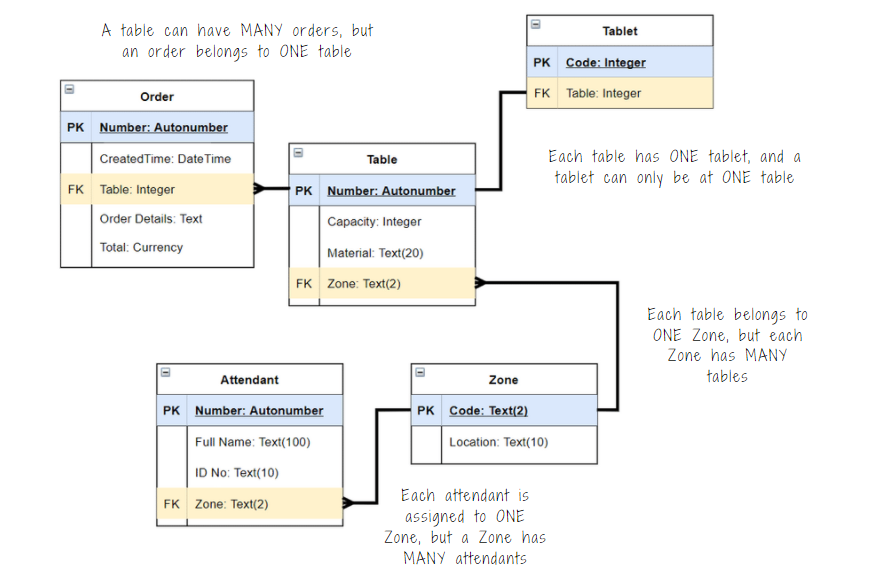 A table can have MANY orders, but
an order belongs to ONE table
Tablet
PK Code: Integer
FK Table: Integer
Order
PK Number: Autonumber
CreatedTime: DateTime
FK Table: Integer
Order Details: Text
Total: Currency
Table
PK Number: Autonumber
Capacity: Integer
Material: Text(20)
FK Zone: Text(2)
Each table has ONE tablet, and a
tablet can only be at ONE table
Each table belongs to
ONE Zone, but each
Zone has MANY
tables
Attendant
PK Number: Autonumber
Full Name: Text(100)
ID No: Text(10)
FK Zone: Text(2)
Zone
PK Code: Text(2)
Location: Text(10)
Each attendant is
assigned to ONE
Zone, but a Zone has
MANY attendants